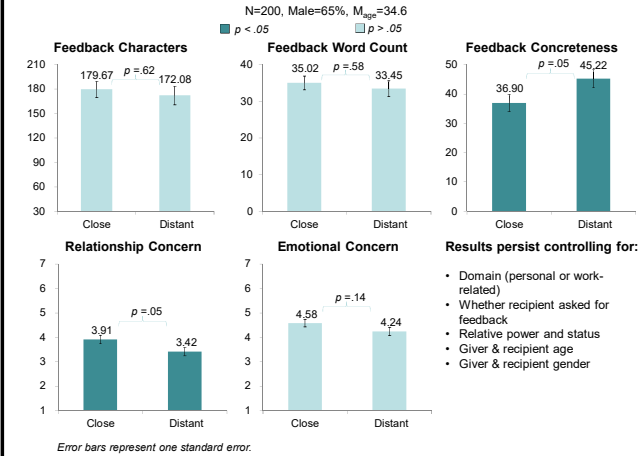 N=200, Male=65%, Mage=34.6
p < .05
p > .05
Feedback Characters
210
180
150
120
90
60
30
179.67
p =.62
172.08
Close
Distant
Feedback Word Count
40
30
20
10
0
35.02
p =.58
33.45
Close
Distant
Feedback Concreteness
50
40
30
20
10
0
36.90
p =.05
45.22
Close
Distant
Relationship Concern
7
6
5
4
3
2
1
3.91
p =.05
3.42
Close
Distant
Emotional Concern
7
6
5
4
3
2
1
4.58
p =.14
4.24
Close
Distant
Results persist controlling for:
• Domain (personal or work-
related)
• Whether recipient asked for
feedback
• Relative power and status
• Giver & recipient age
• Giver & recipient gender
Error bars represent one standard error.